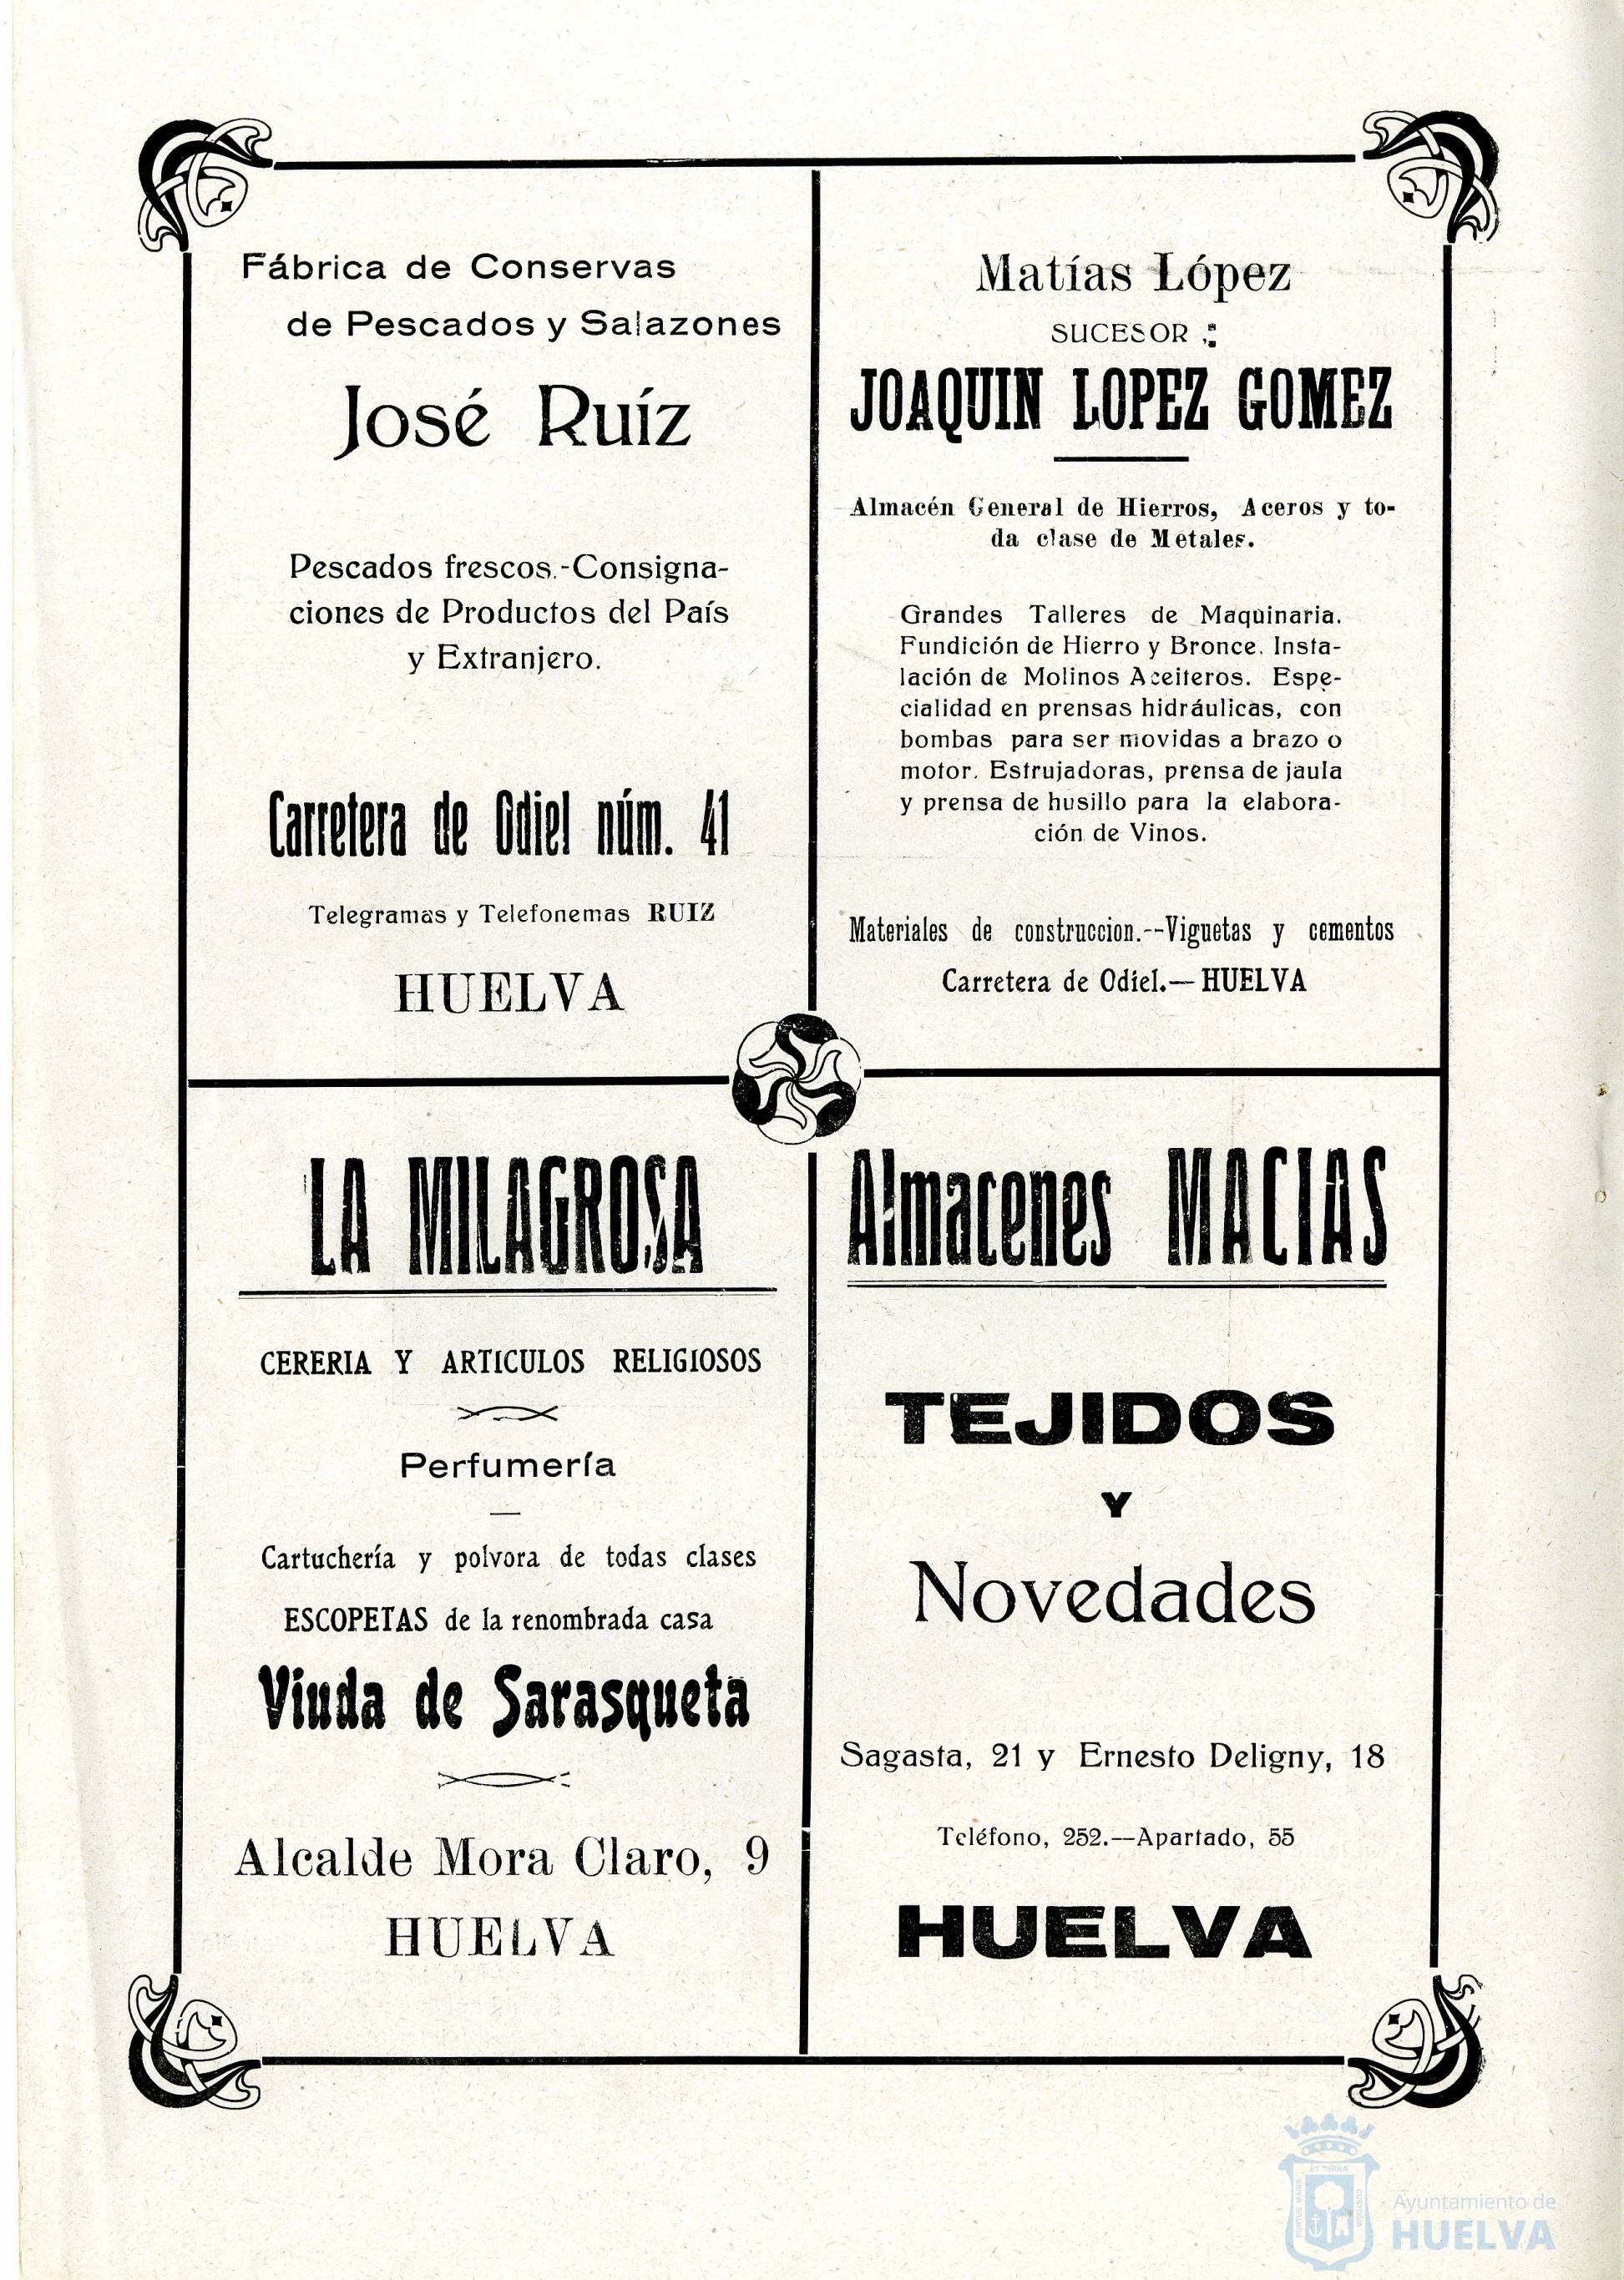 Fábrica de Conservas
de Pescados y Salazones
José Ruíz
Pescados frescos.-Consigna-
ciones de Productos del País
y Extranjero.
Carretera de Odiel núm. 41
Telegramas y Telefonemas RUIZ
HUELVA
Matías López
SUCESOR :
JOAQUIN LOPEZ GOMEZ
Almacén General de Hierros, Aceros y to-
da clase de Metales.
Grandes Talleres de Maquinaria.
Fundición de Hierro y Bronce. Insta-
lación de Molinos Aceiteros. Espe-
cialidad en prensas hidráulicas, con
bombas para ser movidas a brazo o
motor. Estrujadoras, prensa de jaula
y prensa de husillo para la elabora-
ción de Vinos.
Materiales de construccion.--Viguetas y cementos
Carretera de Odiel.— HUELVA
LA MILAGROSA
CERERIA Y ARTICULOS RELIGIOSOS
Perfumería
Cartuchería y polvora de todas clases
ESCOPETAS de la renombrada casa
Viuda de Sarasqueta
Alcalde Mora Claro, 9
HUELVA
Almacenes MACIAS
TEJIDOS
Y
Novedades
Sagasta, 21 y Ernesto Deligny, 18
Teléfono, 252.--Apartado, 55
HUELVA
PORTUS MARIS
ET TERRA
CUSTODIA
Ayuntamiento de
HUELVA